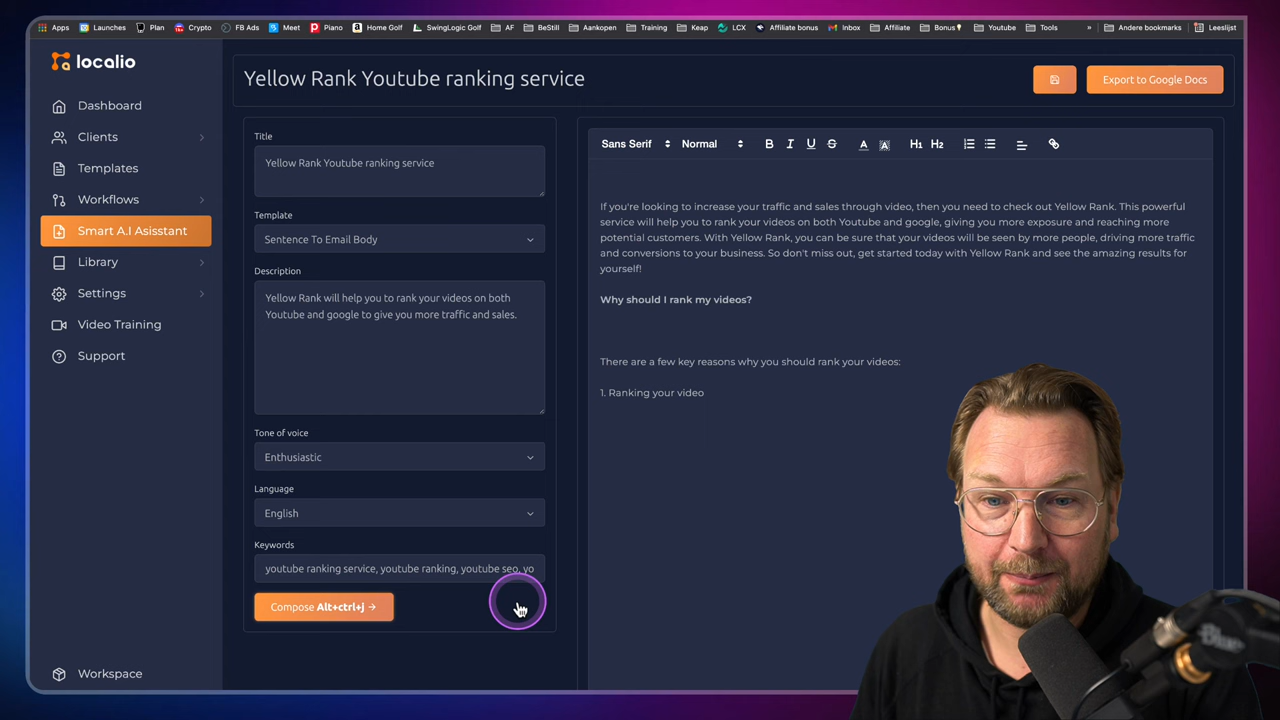 Apps Launches Plan Crypto FB Ads Meet Piano Home Golf SwingLogic Golf AF BeStill Aankopen Training Keap LCX Affiliate bonus Inbox Affiliate Bonus Youtube Tools » Andere bookmarks Leeslijst
localio
Dashboard
Clients
Templates
Workflows
Smart A.I Asisstant
Library
Settings
Video Training
Support
Workspace
Yellow Rank Youtube ranking service
Export to Google Docs
Title
Yellow Rank Youtube ranking service
Template
Sentence To Email Body
Description
Yellow Rank will help you to rank your videos on both
Youtube and google to give you more traffic and sales.
Tone of voice
Enthusiastic
Language
English
Keywords
youtube ranking service, youtube ranking, youtube seo, yo
Compose Alt+ctrl+j →
Sans Serif Normal B I U S A A H1 H2
If you're looking to increase your traffic and sales through video, then you need to check out Yellow Rank. This powerful
service will help you to rank your videos on both Youtube and google, giving you more exposure and reaching more
potential customers. With Yellow Rank, you can be sure that your videos will be seen by more people, driving more traffic
and conversions to your business. So don't miss out, get started today with Yellow Rank and see the amazing results for
yourself!
Why should I rank my videos?
There are a few key reasons why you should rank your videos:
1. Ranking your video
Blue